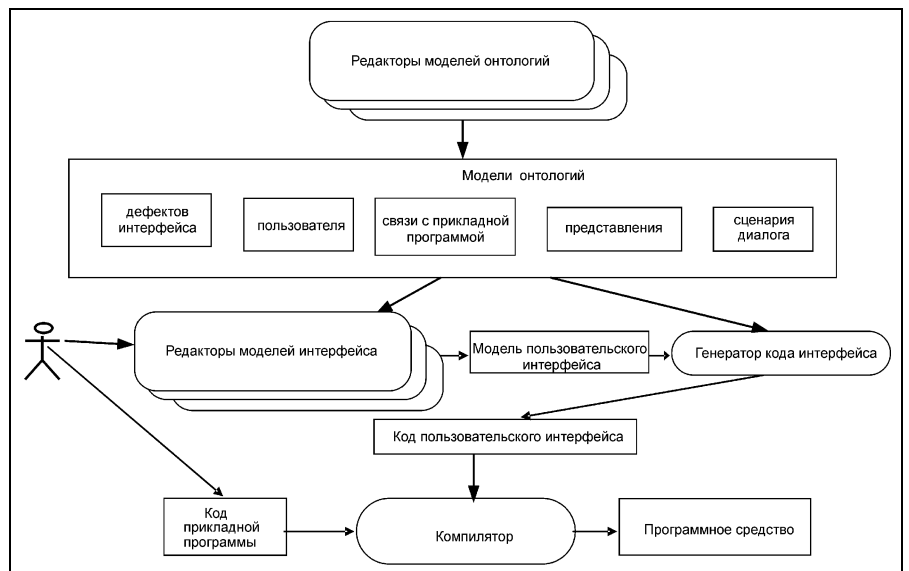 Редакторы моделей онтологий
Модели онтологий
дефектов
интерфейса
пользователя
связи с прикладной
программой
представления
сценария
диалога
Редакторы моделей интерфейса
Модель пользовательского
интерфейса
Генератор кода интерфейса
Код пользовательского интерфейса
Код
прикладной
программы
Компилятор
Программное средство